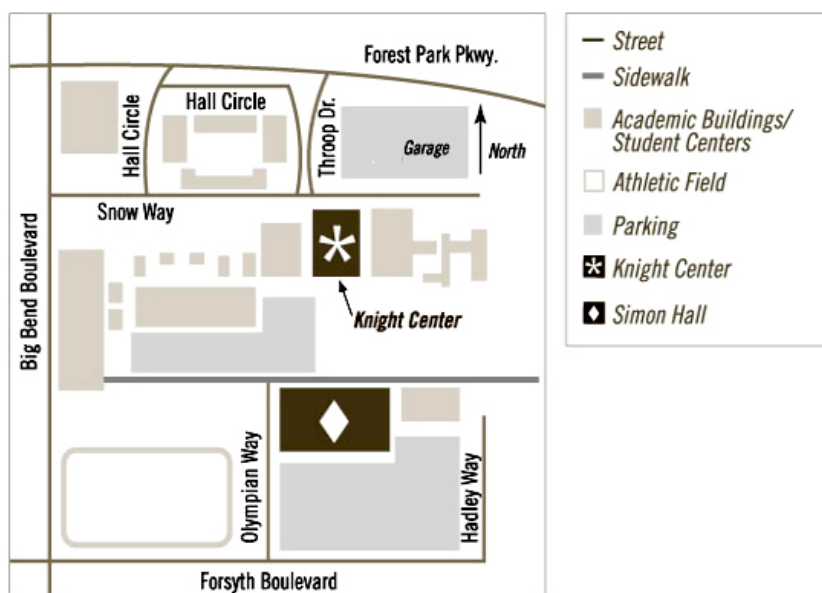 Forest Park Pkwy.
Hall Circle
Hall Circle
Throop Dr.
Garage
North
Snow Way
Knight Center
Big Bend Boulevard
Olympian Way
Hadley Way
Forsyth Boulevard
Street
Sidewalk
Academic Buildings/
Student Centers
Athletic Field
Parking
Knight Center
Simon Hall